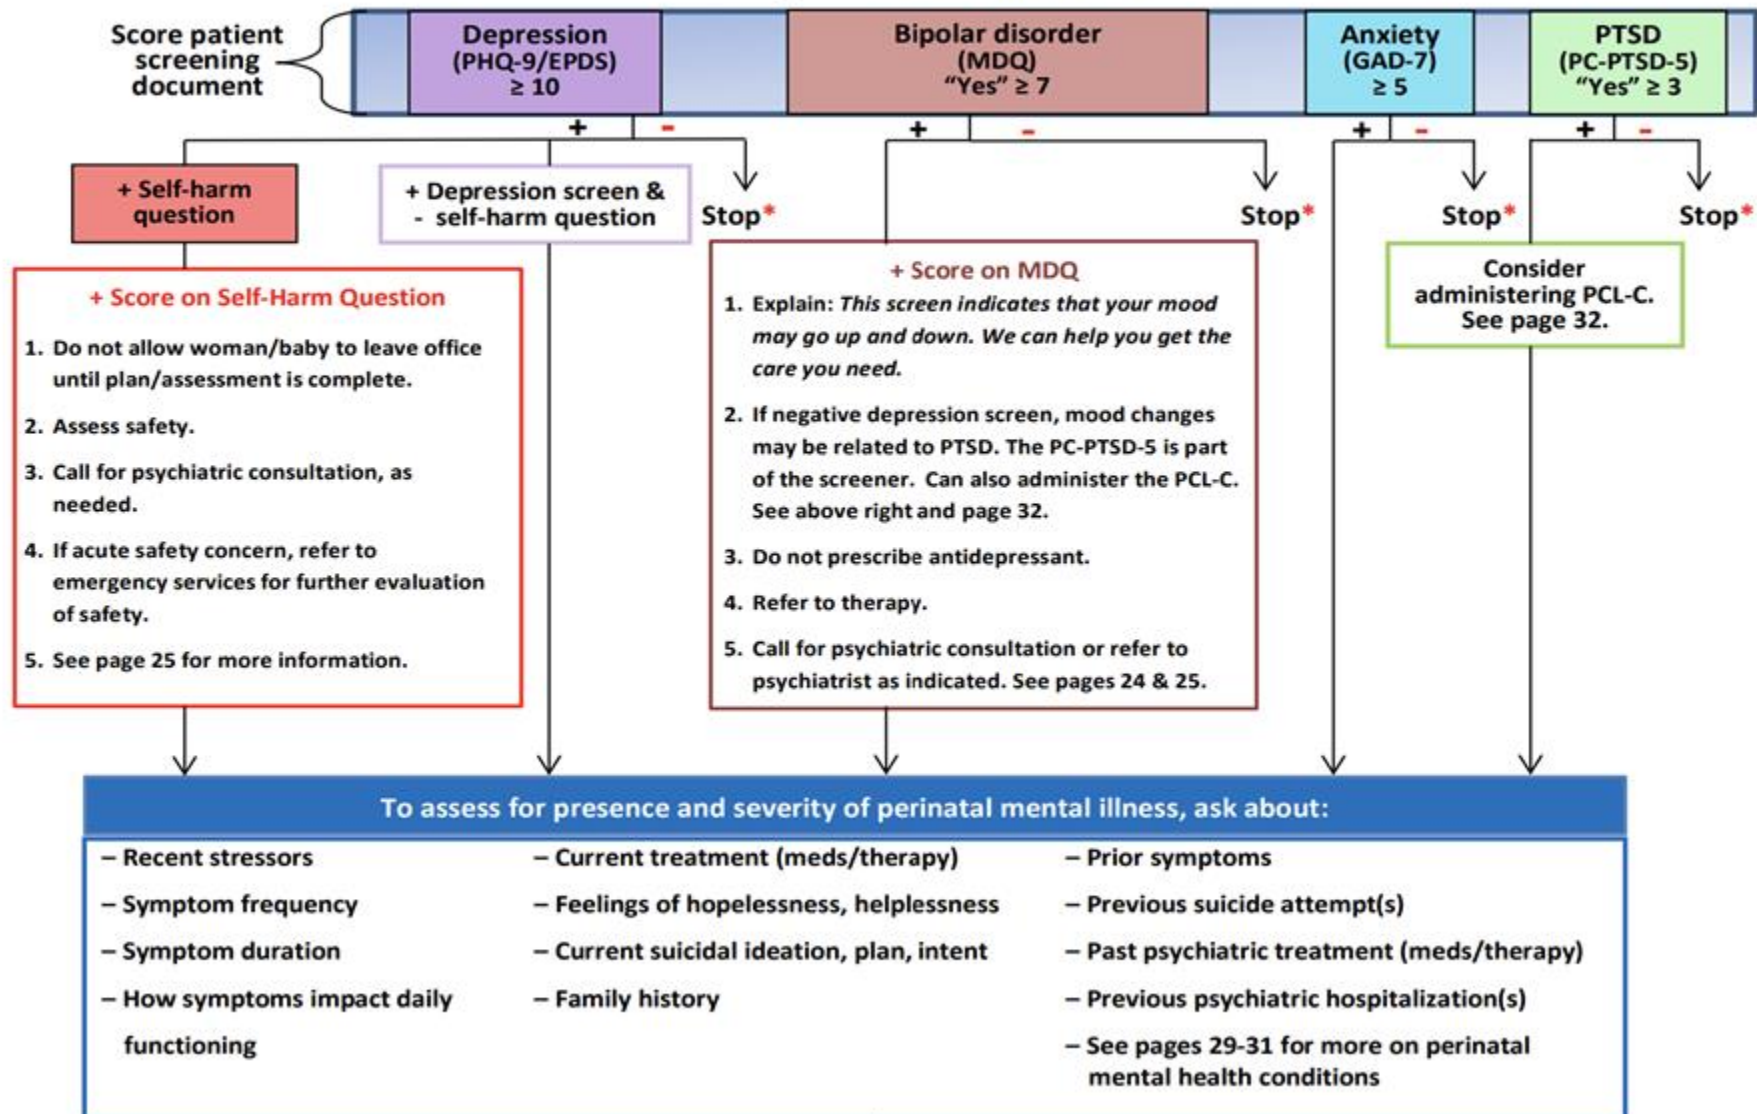 Score patient
screening
document
Depression
(PHQ-9/EPDS)
≥ 10
Bipolar disorder
(MDQ)
“Yes” ≥ 7
Anxiety
(GAD-7)
≥ 5
PTSD
(PC-PTSD-5)
“Yes” ≥ 3
+ -
+ -
+ -
+ -
+ Self-harm
question
+ Depression screen &
- self-harm question
Stop*
Stop*
Stop*
Stop*
+ Score on Self-Harm Question
1. Do not allow woman/baby to leave office
until plan/assessment is complete.
2. Assess safety.
3. Call for psychiatric consultation, as
needed.
4. If acute safety concern, refer to
emergency services for further evaluation
of safety.
5. See page 25 for more information.
+ Score on MDQ
1. Explain: This screen indicates that your mood
may go up and down. We can help you get the
care you need.
2. If negative depression screen, mood changes
may be related to PTSD. The PC-PTSD-5 is part
of the screener. Can also administer the PCL-C.
See above right and page 32.
3. Do not prescribe antidepressant.
4. Refer to therapy.
5. Call for psychiatric consultation or refer to
psychiatrist as indicated. See pages 24 & 25.
Consider
administering PCL-C.
See page 32.
To assess for presence and severity of perinatal mental illness, ask about:
– Recent stressors
– Symptom frequency
– Symptom duration
– How symptoms impact daily
functioning
– Current treatment (meds/therapy)
– Feelings of hopelessness, helplessness
– Current suicidal ideation, plan, intent
– Family history
– Prior symptoms
– Previous suicide attempt(s)
– Past psychiatric treatment (meds/therapy)
– Previous psychiatric hospitalization(s)
– See pages 29-31 for more on perinatal
mental health conditions